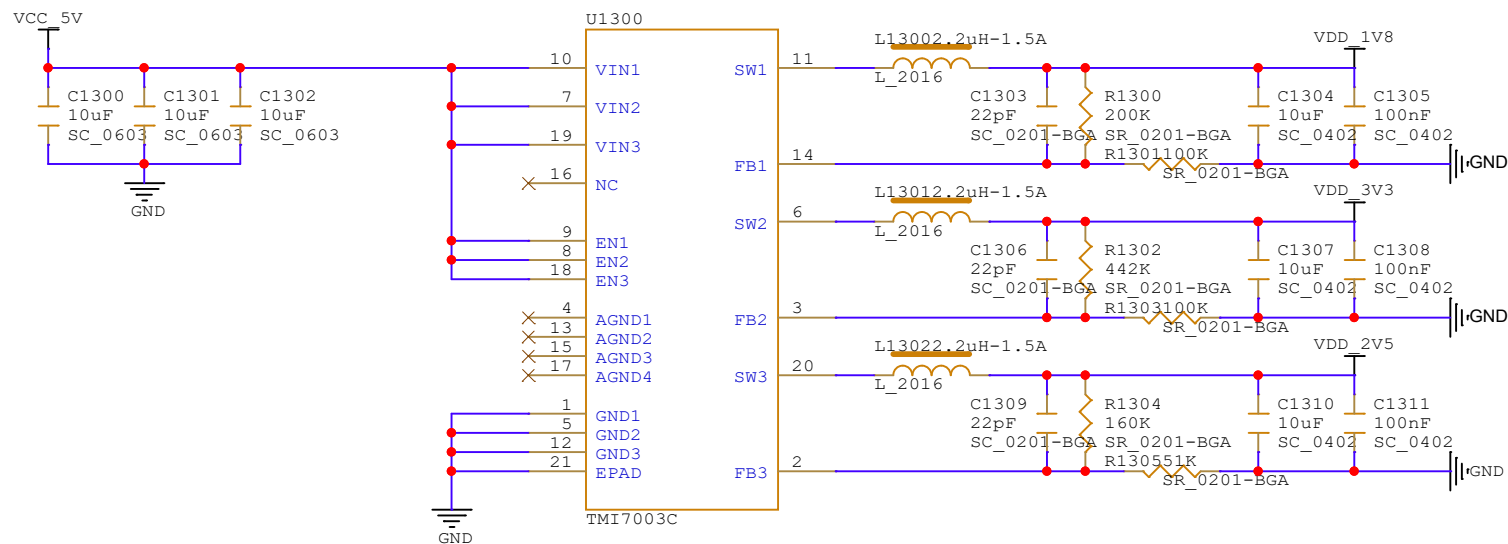 VCC_5V
C1300
10uF
SC_0603
C1301
10uF
SC_0603
C1302
10uF
SC_0603
GND
U1300
10 VIN1
7 VIN2
19 VIN3
16 NC
9 EN1
8 EN2
18 EN3
4 AGND1
13 AGND2
15 AGND3
17 AGND4
1 GND1
5 GND2
12 GND3
21 EPAD
GND
SW1 11
FB1 14
SW2 6
FB2 3
SW3 20
FB3 2
TMI7003C
L13002.2uH-1.5A
L_2016
VDD_1V8
C1303
22pF
SC_0201-BGA
R1300
200K
SR_0201-BGA
R1301100K
SR_0201-BGA
C1304
10uF
SC_0402
C1305
100nF
SC_0402
GND
L13012.2uH-1.5A
L_2016
VDD_3V3
C1306
22pF
SC_0201-BGA
R1302
442K
SR_0201-BGA
R1303100K
SR_0201-BGA
C1307
10uF
SC_0402
C1308
100nF
SC_0402
GND
L13022.2uH-1.5A
L_2016
VDD_2V5
C1309
22pF
SC_0201-BGA
R1304
160K
SR_0201-BGA
R130551K
SR_0201-BGA
C1310
10uF
SC_0402
C1311
100nF
SC_0402
GND